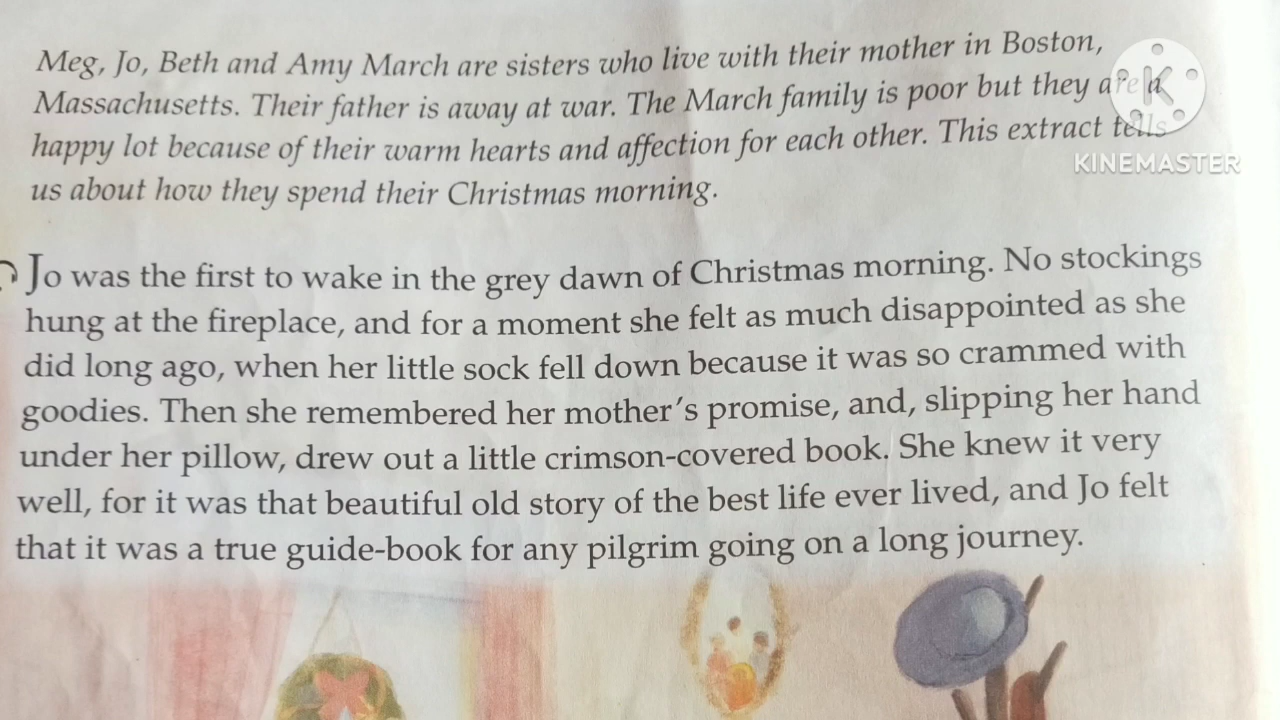 Meg, Jo, Beth and Amy March are sisters who live with their mother in Boston,
Massachusetts. Their father is away at war. The March family is poor but they are a
happy lot because of their warm hearts and affection for each other. This extract tells
us about how they spend their Christmas morning.
KINEMASTER
Jo was the first to wake in the grey dawn of Christmas morning. No stockings
hung at the fireplace, and for a moment she felt as much disappointed as she
did long ago, when her little sock fell down because it was so crammed with
goodies. Then she remembered her mother's promise, and, slipping her hand
under her pillow, drew out a little crimson-covered book. She knew it very
well, for it was that beautiful old story of the best life ever lived, and Jo felt
that it was a true guide-book for any pilgrim going on a long journey.